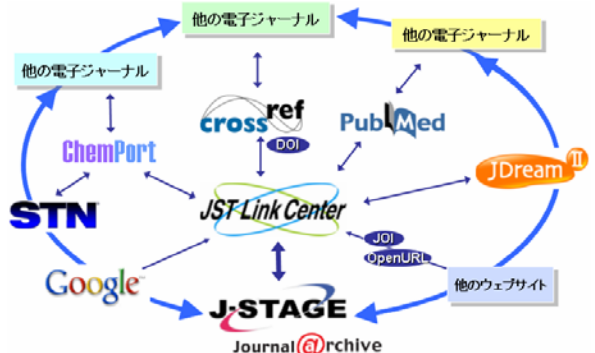 他の電子ジャーナル
他の電子ジャーナル
他の電子ジャーナル
cross ref
DOI
PubMed
ChemPort
JDream II
STN
JST Link Center
JOI
OpenURL
Google
他のウェブサイト
J-STAGE
Journal@rchive